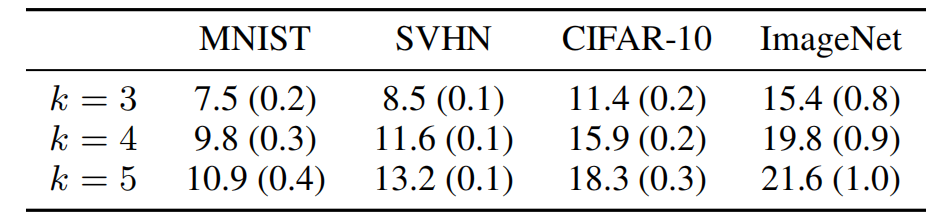 MNIST SVHN CIFAR-10 ImageNet
k = 3 7.5 (0.2) 8.5 (0.1) 11.4 (0.2) 15.4 (0.8)
k = 4 9.8 (0.3) 11.6 (0.1) 15.9 (0.2) 19.8 (0.9)
k = 5 10.9 (0.4) 13.2 (0.1) 18.3 (0.3) 21.6 (1.0)